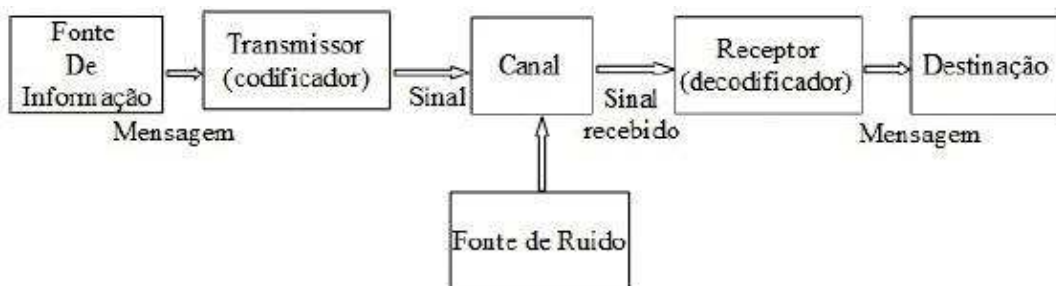 Fonte
De
Informação
Mensagem
Transmissor
(codificador)
Sinal
Canal
Sinal
recebido
Receptor
(decodificador)
Mensagem
Destinação
Fonte de Ruido